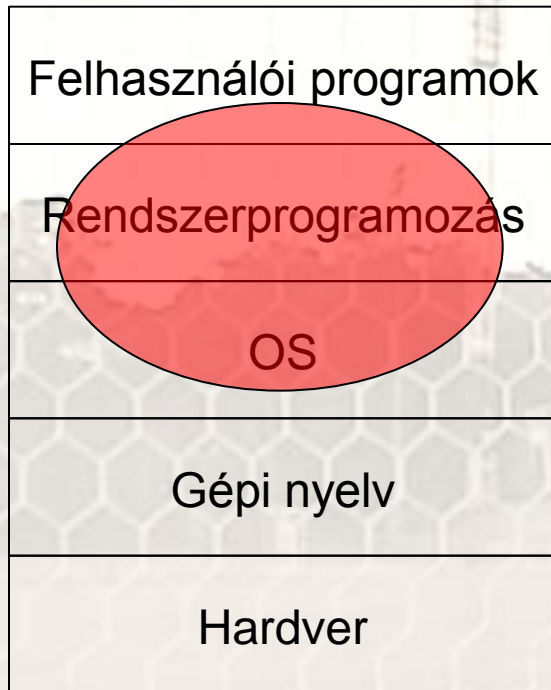 Felhasználói programok
Rendszerprogramozás
OS
Gépi nyelv
Hardver